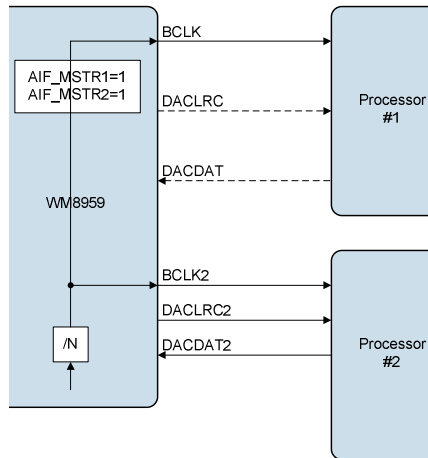 BCLK
AIF_MSTR1=1
AIF_MSTR2=1
DACLRC
Processor
#1
DACDAT
WM8959
BCLK2
DACLRC2
/N
DACDAT2
Processor
#2